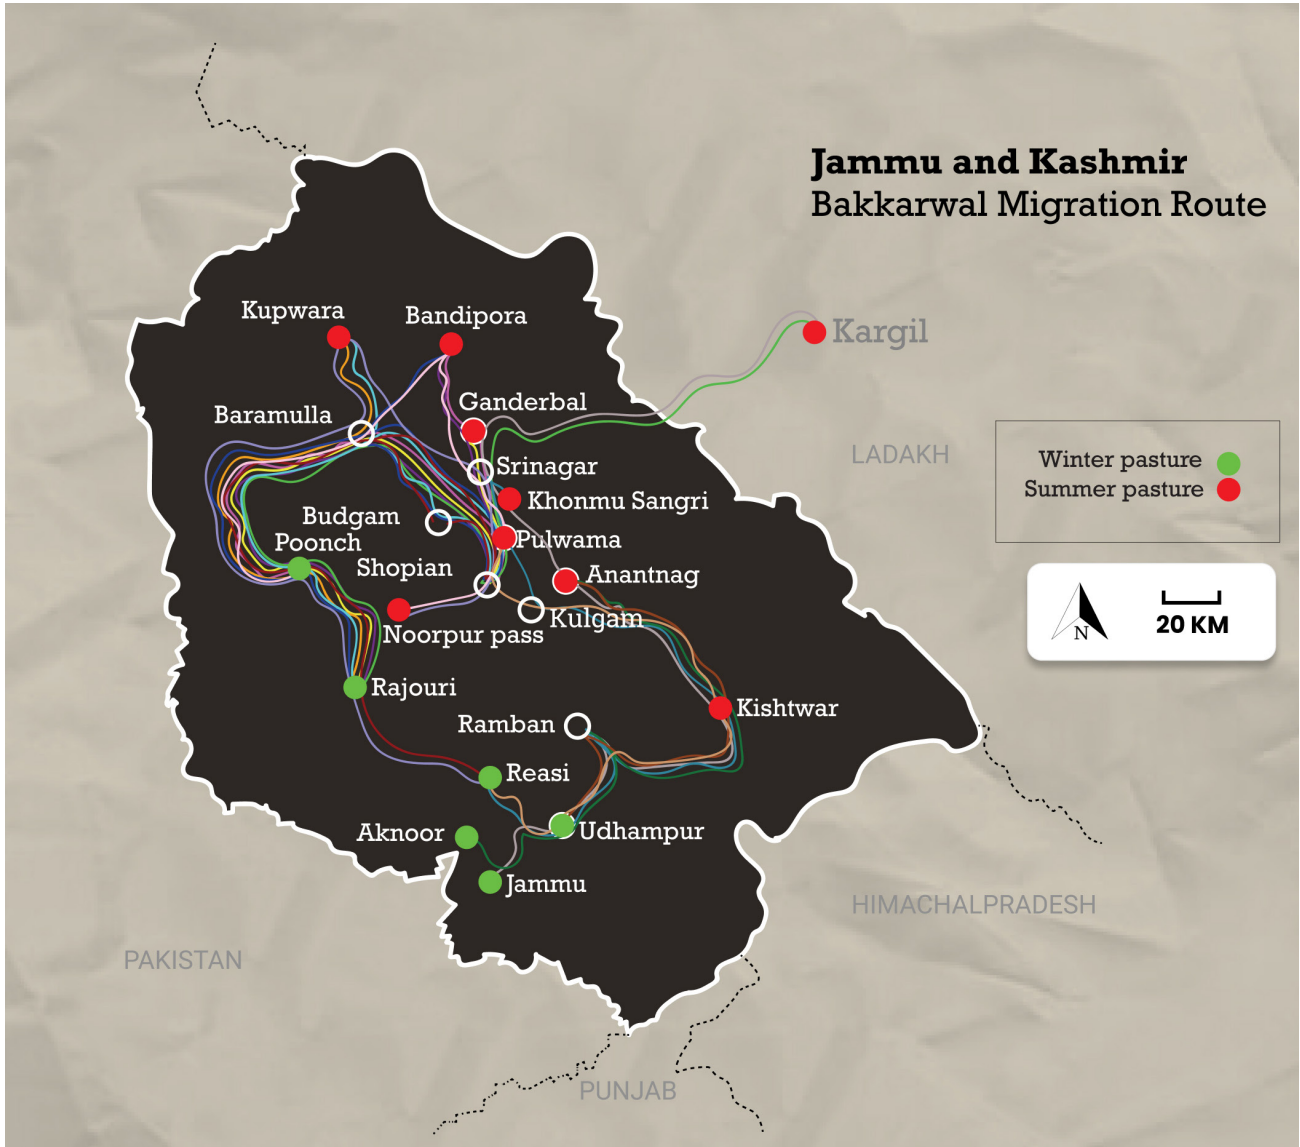 Jammu and Kashmir
Bakkarwal Migration Route
Kupwara
Bandipora
Kargil
Ganderbal
Baramulla
LADAKH
Srinagar
Winter pasture
Summer pasture
Khonmu Sangri
Budgam
Poonch
Pulwama
Shopian
Anantnag
Kulgam
Noorpur pass
N
20 KM
Rajouri
Kishtwar
Ramban
Reasi
Aknoor
Udhampur
Jammu
HIMACHALPRADESH
PAKISTAN
PUNJAB